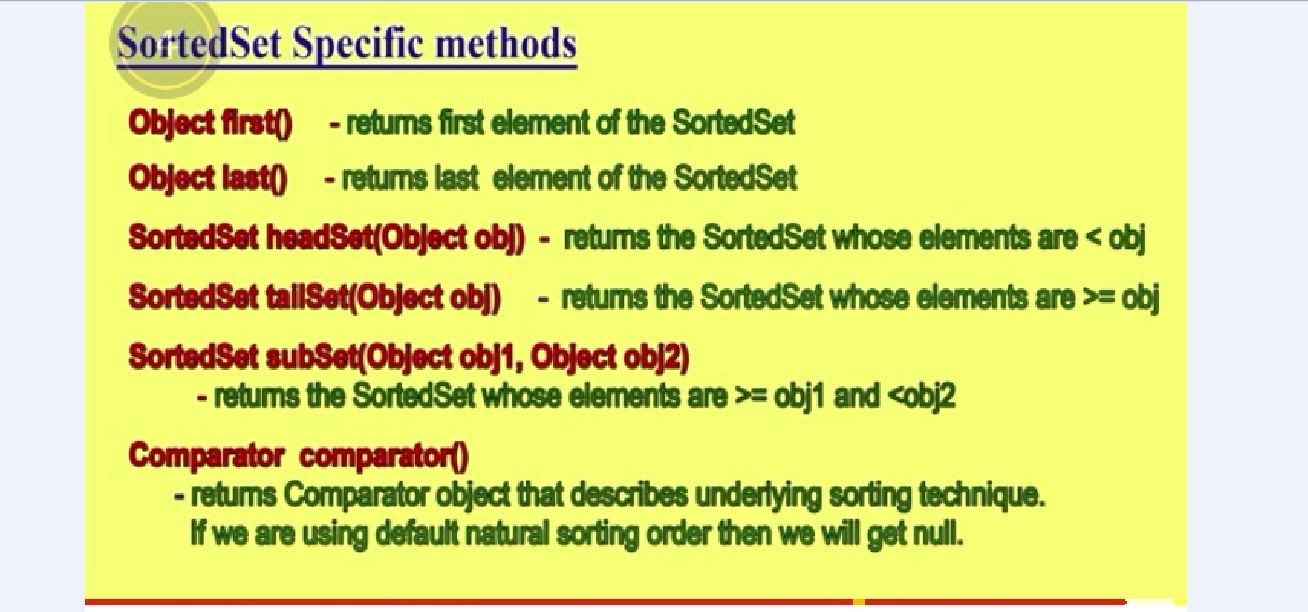 SortedSet Specific methods
Object first() - returns first element of the SortedSet
Object last() - returns last element of the SortedSet
SortedSet headSet(Object obj) - returns the SortedSet whose elements are < obj
SortedSet tailSet(Object obj) - returns the SortedSet whose elements are >= obj
SortedSet subSet(Object obj1, Object obj2)
- returns the SortedSet whose elements are >= obj1 and <obj2
Comparator comparator()
- returns Comparator object that describes underlying sorting technique.
If we are using default natural sorting order then we will get null.